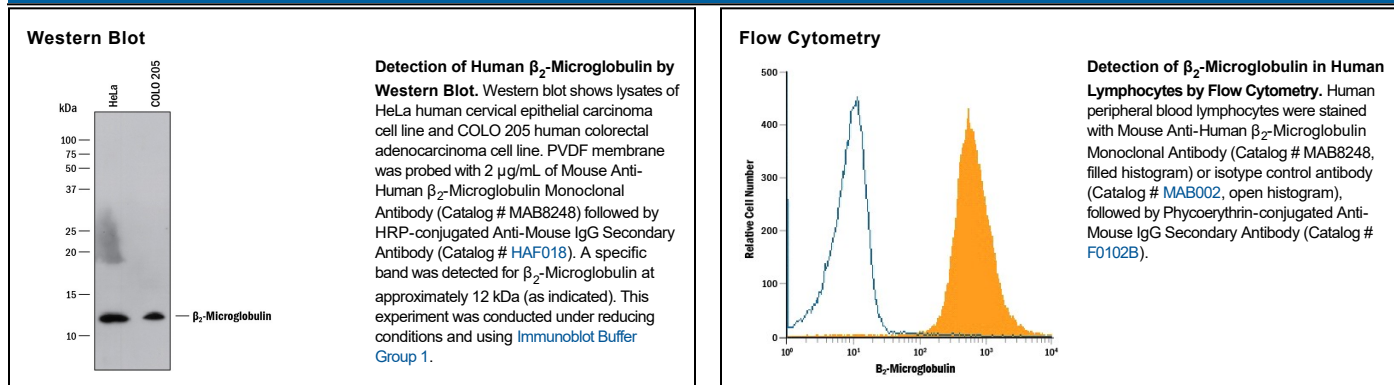 Western Blot
HeLa
COLO 205
kDa
100
75
50
37
25
20
15
10
β2-Microglobulin
Detection of Human β2-Microglobulin by
Western Blot. Western blot shows lysates of
HeLa human cervical epithelial carcinoma
cell line and COLO 205 human colorectal
adenocarcinoma cell line. PVDF membrane
was probed with 2 µg/mL of Mouse Anti-
Human β2-Microglobulin Monoclonal
Antibody (Catalog # MAB8248) followed by
HRP-conjugated Anti-Mouse IgG Secondary
Antibody (Catalog # HAF018). A specific
band was detected for β2-Microglobulin at
approximately 12 kDa (as indicated). This
experiment was conducted under reducing
conditions and using Immunoblot Buffer
Group 1.
Flow Cytometry
Relative Cell Number
500
400
300
200
100
0
10⁰ 10¹ 10² 10³ 10⁴
B2-Microglobulin
Detection of β2-Microglobulin in Human
Lymphocytes by Flow Cytometry. Human
peripheral blood lymphocytes were stained
with Mouse Anti-Human β2-Microglobulin
Monoclonal Antibody (Catalog # MAB8248,
filled histogram) or isotype control antibody
(Catalog # MAB002, open histogram),
followed by Phycoerythrin-conjugated Anti-
Mouse IgG Secondary Antibody (Catalog #
F0102B).